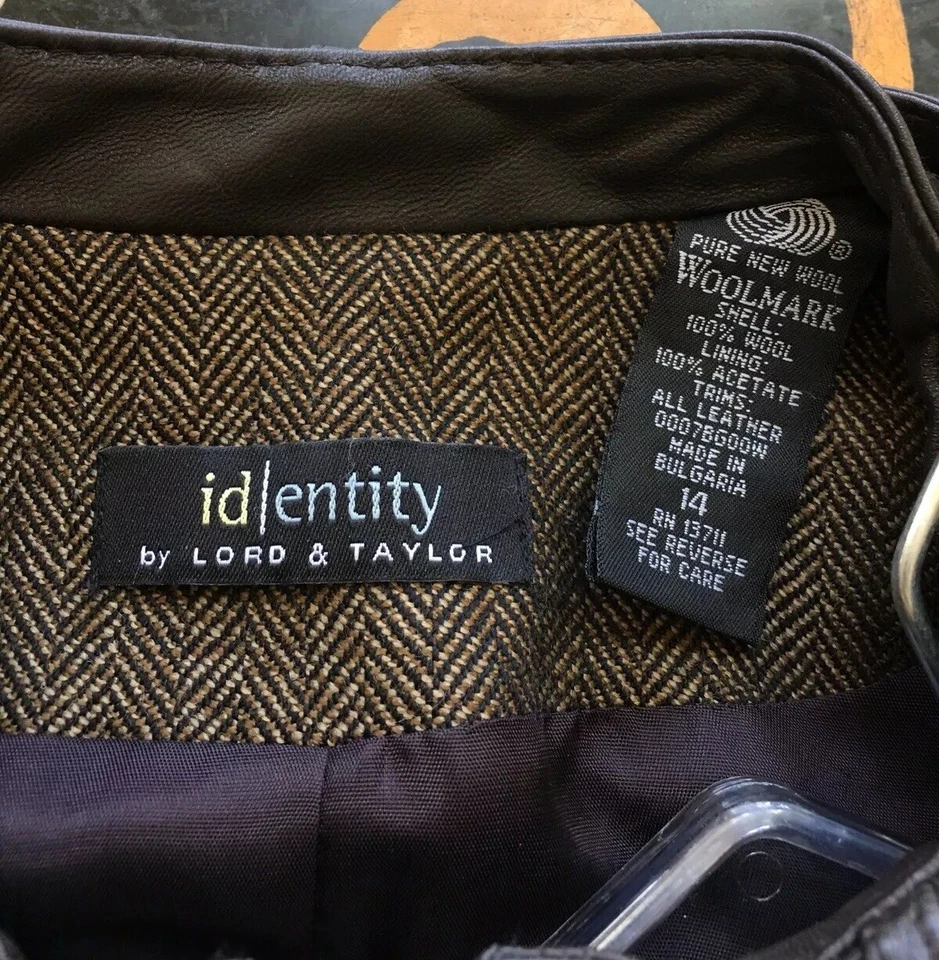 id|entity
by LORD & TAYLOR
®
PURE NEW WOOL
WOOLMARK
SHELL:
100% WOOL
LINING:
100% ACETATE
TRIMS:
ALL LEATHER
0007BG00W
MADE IN
BULGARIA
14
RN 13711
SEE REVERSE
FOR CARE